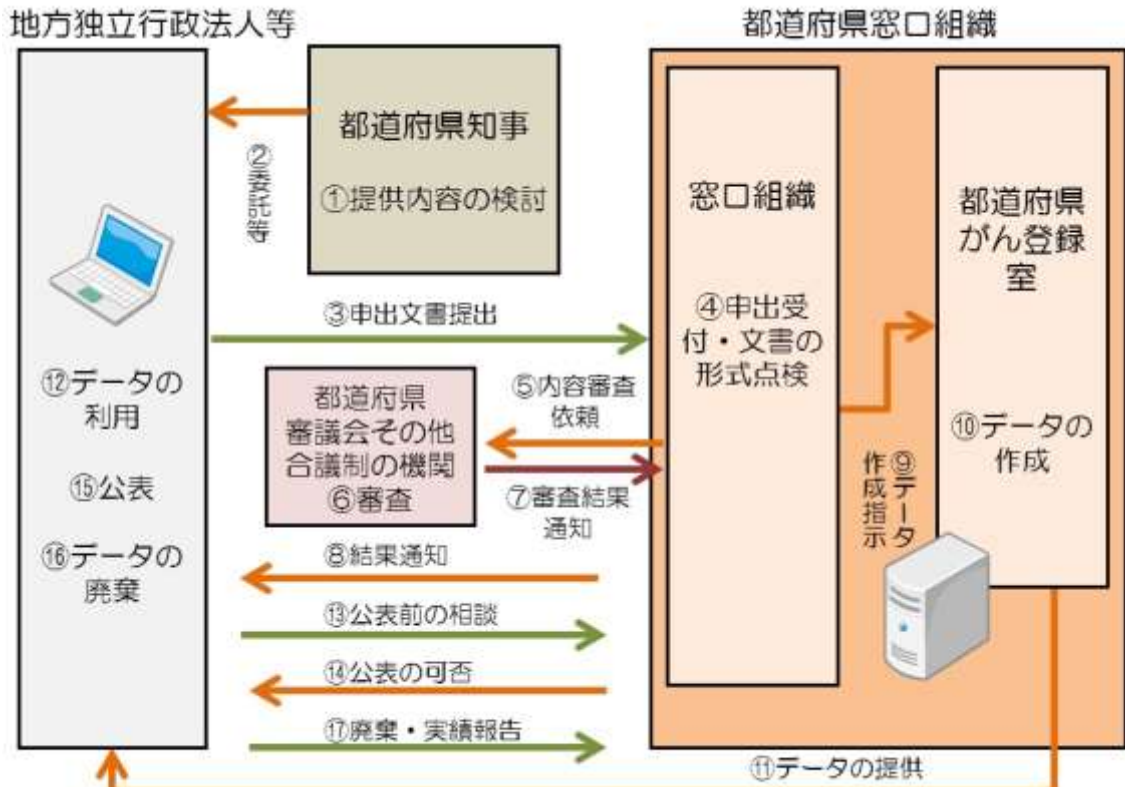 地方独立行政法人等
都道府県窓口組織
都道府県知事
①提供内容の検討
②委託等
③申出文書提出
窓口組織
④申出受
付・文書の
形式点検
都道府県
がん登録
室
⑤内容審査
依頼
都道府県
審議会その他
合議制の機関
⑥審査
⑦審査結果
通知
⑧結果通知
⑨データ
作成指示
⑩データの
作成
⑪データの提供
⑫データの
利用
⑬公表前の相談
⑭公表の可否
⑮公表
⑯データの
廃棄
⑰廃棄・実績報告